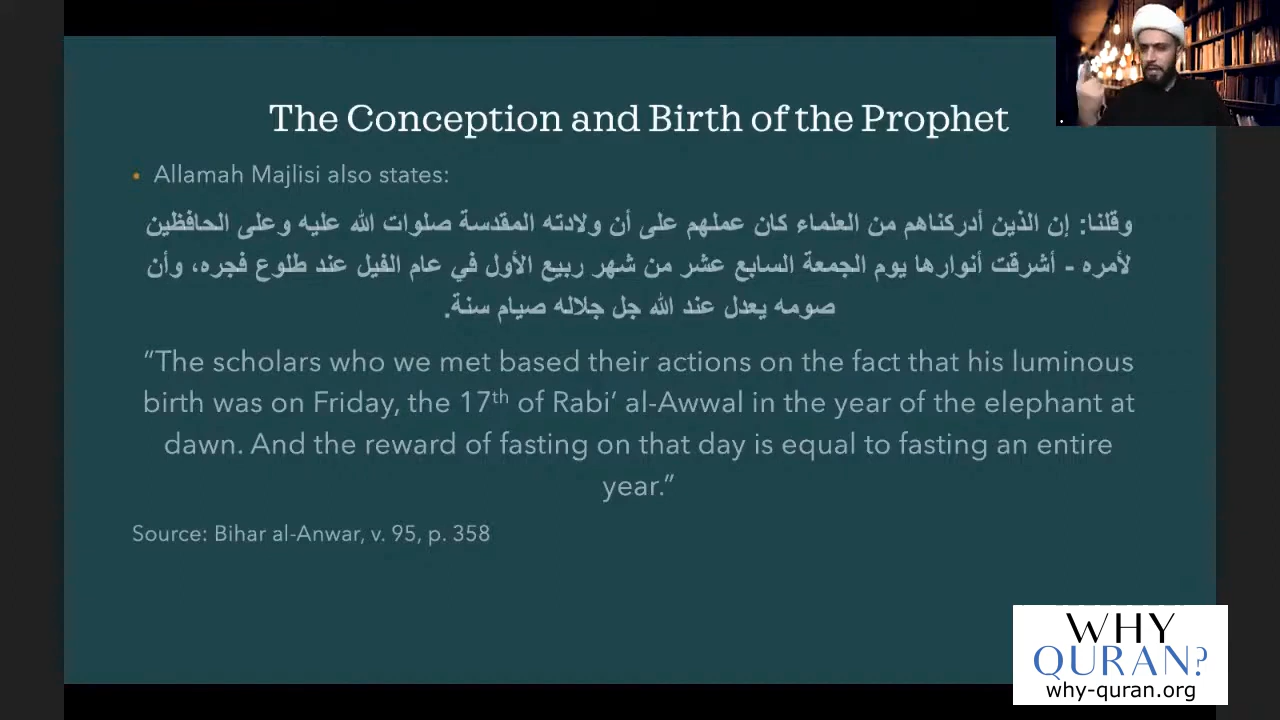 The Conception and Birth of the Prophet
• Allamah Majlisi also states:
وقلنا: إن الذين أدركناهم من العلماء كان عملهم على أن ولادته المقدسة صلوات الله عليه وعلى الحافظين
لأمره - أشرقت أنوارها يوم الجمعة السابع عشر من شهر ربيع الأول في عام الفيل عند طلوع فجره، وأن
صومه يعدل عند الله جل جلاله صيام سنة.
“The scholars who we met based their actions on the fact that his luminous
birth was on Friday, the 17th of Rabi’ al-Awwal in the year of the elephant at
dawn. And the reward of fasting on that day is equal to fasting an entire
year.”
Source: Bihar al-Anwar, v. 95, p. 358
WHY
QURAN?
why-quran.org